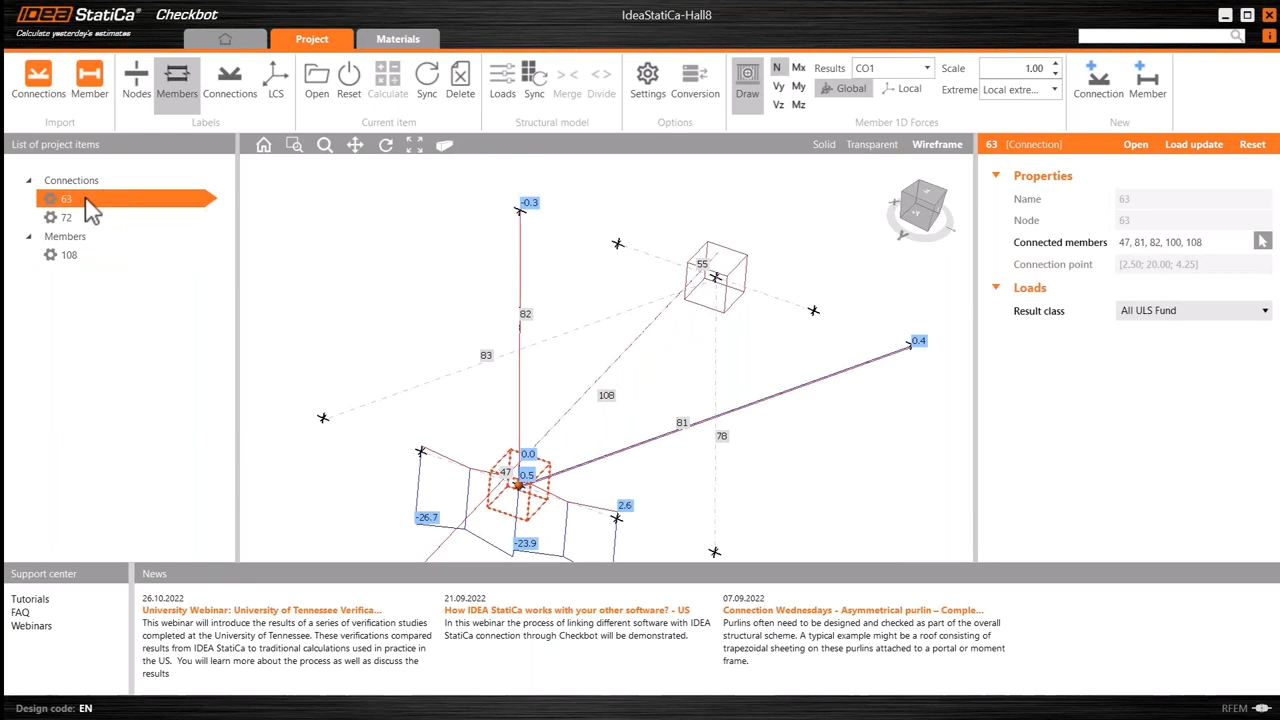 IDEA StatiCa® Checkbot
Calculate yesterday's estimates
IdeaStatiCa-Hall8
Project
Materials
Connections
Member
Import
Nodes
Members
Connections
LCS
Labels
Open
Reset
Calculate
Sync
Delete
Current item
Loads
Sync
Merge
Divide
Structural model
Settings
Conversion
Options
Draw
N Mx
Vy My
Vz Mz
Results CO1
Global
Local
Scale 1.00
Extreme Local extre...
Member 1D Forces
Connection
Member
New
List of project items
Connections
63
72
Members
108
Solid
Transparent
Wireframe
-0.3
55
82
83
0.4
108
81
78
0.0
47
0.5
2.6
-26.7
-23.9
63 [Connection]
Open
Load update
Reset
Properties
Name 63
Node 63
Connected members 47, 81, 82, 100, 108
Connection point [2.50; 20.00; 4.25]
Loads
Result class All ULS Fund
Support center
Tutorials
FAQ
Webinars
News
26.10.2022
University Webinar: University of Tennessee Verifica...
This webinar will introduce the results of a series of verification studies
completed at the University of Tennessee. These verifications compared
results from IDEA StatiCa to traditional calculations used in practice in
the US. You will learn more about the process as well as discuss the
results
21.09.2022
How IDEA StatiCa works with your other software? - US
In this webinar the process of linking different software with IDEA
StatiCa connection through Checkbot will be demonstrated.
07.09.2022
Connection Wednesdays - Asymmetrical purlin – Comple...
Purlins often need to be designed and checked as part of the overall
structural scheme. A typical example might be a roof consisting of
trapezoidal sheeting on these purlins attached to a portal or moment
frame.
Design code: EN
RFEM